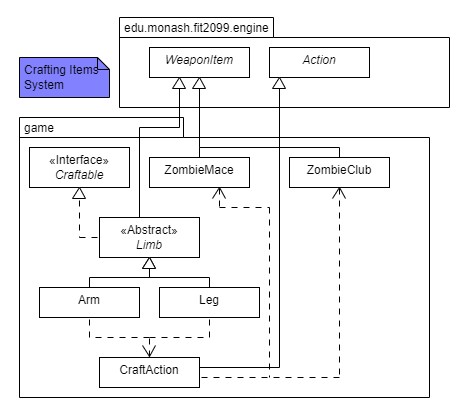 edu.monash.fit2099.engine
WeaponItem
Action
Crafting Items
System
game
«Interface»
Craftable
ZombieMace
ZombieClub
«Abstract»
Limb
Arm
Leg
CraftAction